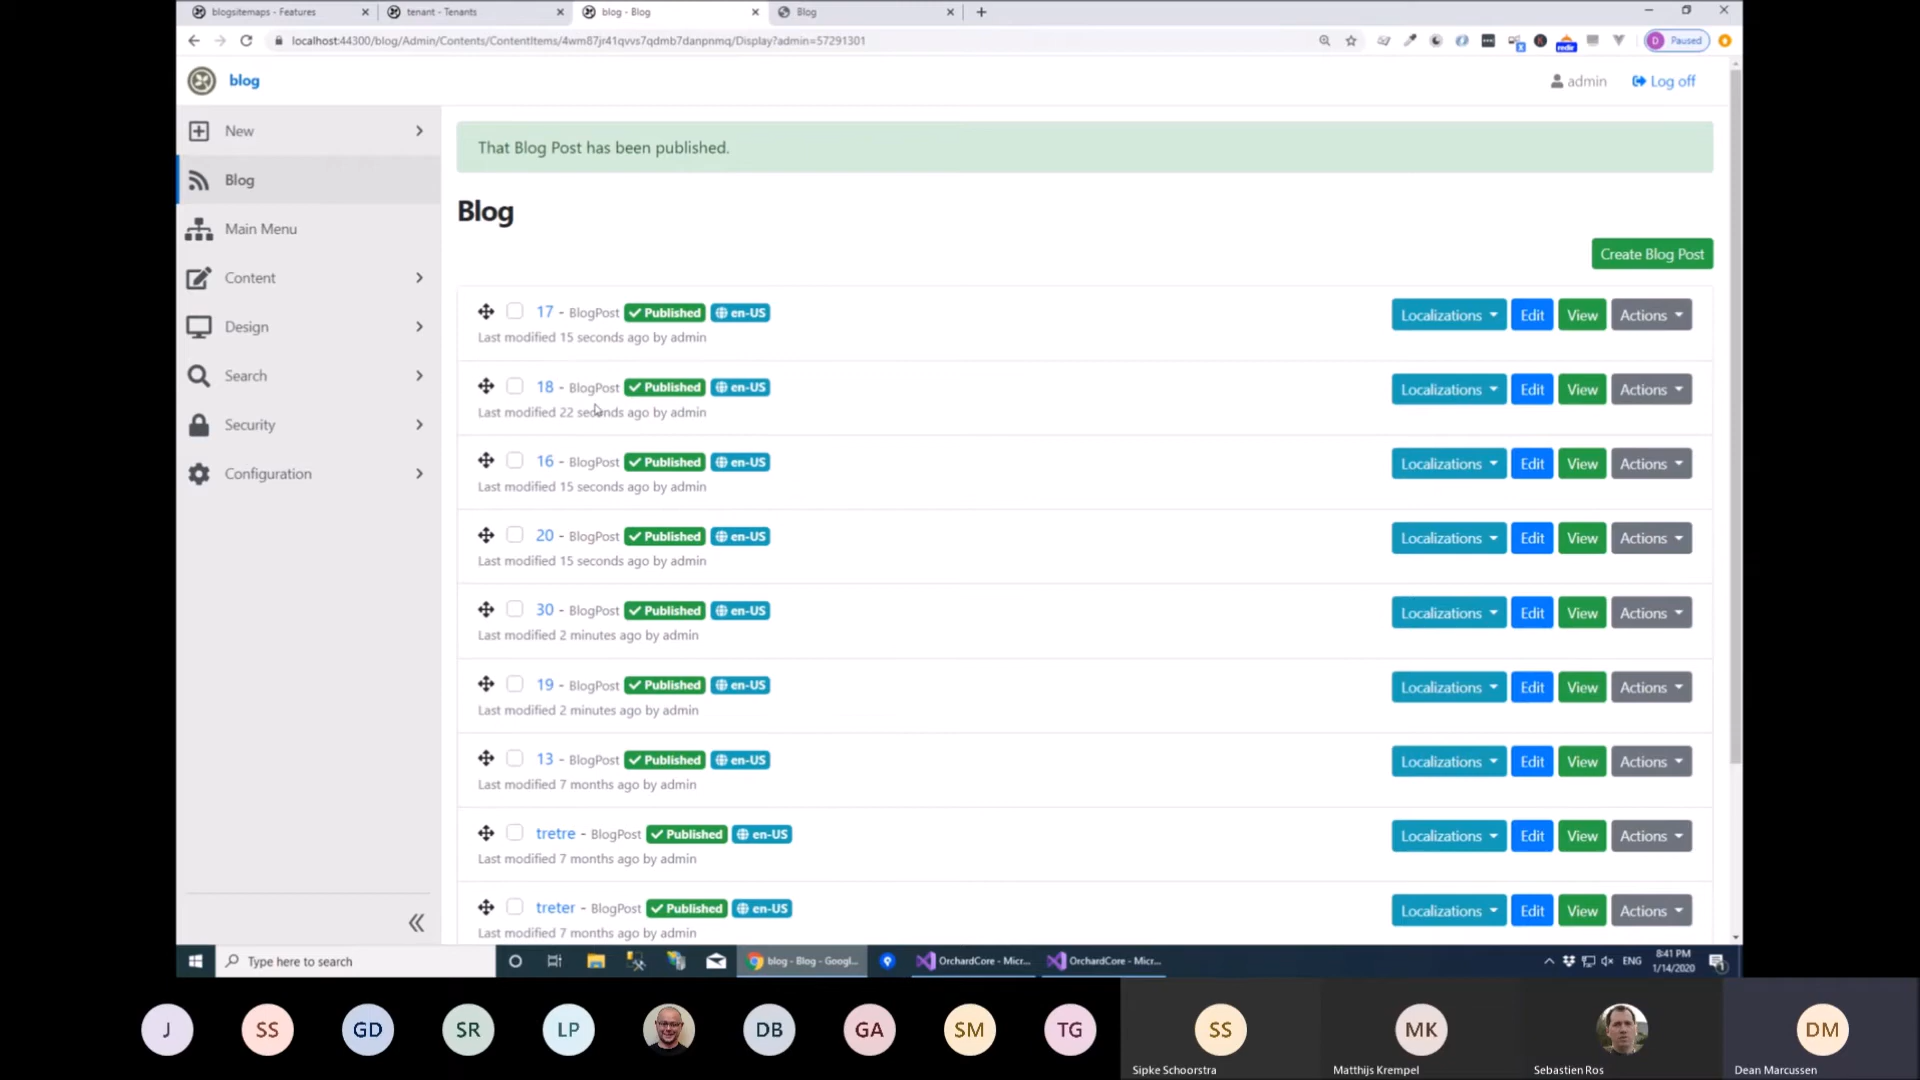 blogsitemaps - Features
tenant - Tenants
blog - Blog
Blog
localhost:44300/blog/Admin/Contents/ContentItems/4wm87jr41qvvs7qdmb7danpnmq/Display?admin=57291301
redir
D Paused
blog
admin
Log off
New
Blog
Main Menu
Content
Design
Search
Security
Configuration
That Blog Post has been published.
Blog
Create Blog Post
17 - BlogPost Published en-US
Last modified 15 seconds ago by admin
Localizations Edit View Actions
18 - BlogPost Published en-US
Last modified 22 seconds ago by admin
Localizations Edit View Actions
16 - BlogPost Published en-US
Last modified 15 seconds ago by admin
Localizations Edit View Actions
20 - BlogPost Published en-US
Last modified 15 seconds ago by admin
Localizations Edit View Actions
30 - BlogPost Published en-US
Last modified 2 minutes ago by admin
Localizations Edit View Actions
19 - BlogPost Published en-US
Last modified 2 minutes ago by admin
Localizations Edit View Actions
13 - BlogPost Published en-US
Last modified 7 months ago by admin
Localizations Edit View Actions
tretre - BlogPost Published en-US
Last modified 7 months ago by admin
Localizations Edit View Actions
treter - BlogPost Published en-US
Last modified 7 months ago by admin
Localizations Edit View Actions
Type here to search
blog - Blog - Googl...
OrchardCore - Micr...
OrchardCore - Micr...
ENG
8:41 PM
1/14/2020
J
SS
GD
SR
LP
DB
GA
SM
TG
SS
MK
DM
Sipke Schoorstra
Matthijs Krempel
Sebastien Ros
Dean Marcussen